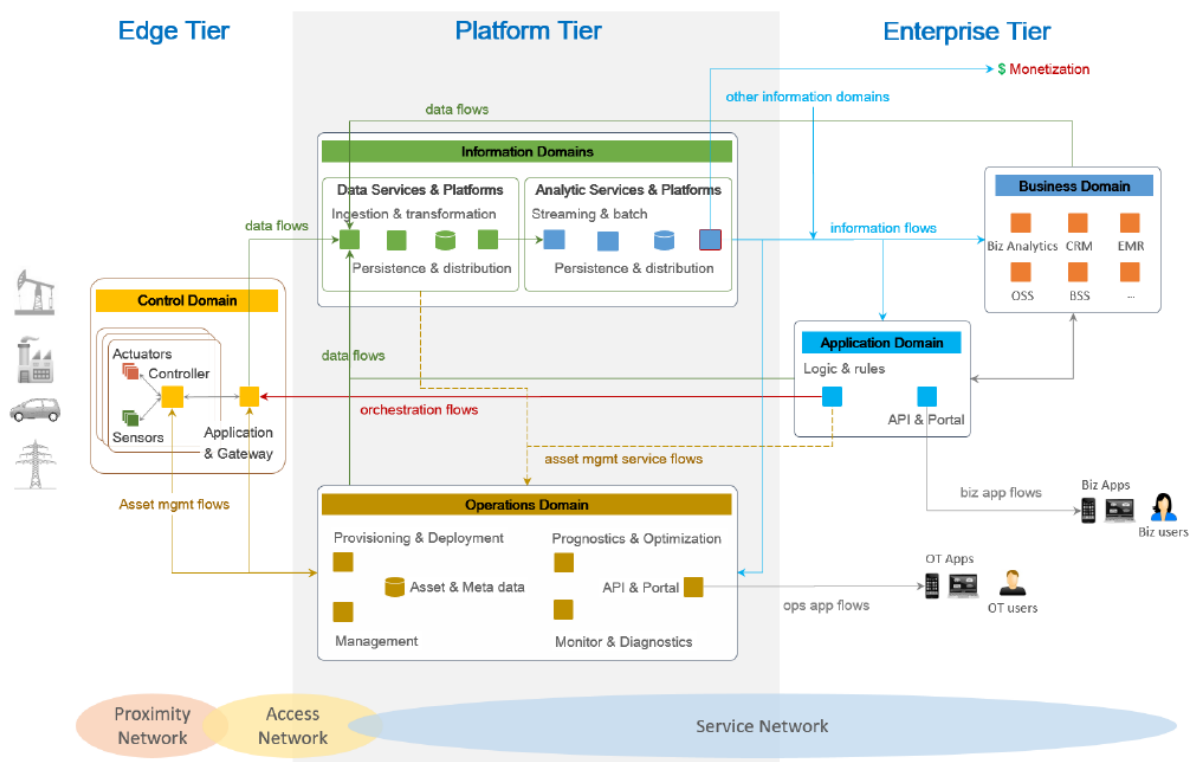 Edge Tier
Platform Tier
Enterprise Tier
$ Monetization
other information domains
data flows
Information Domains
Data Services & Platforms
Analytic Services & Platforms
Ingestion & transformation
Streaming & batch
Persistence & distribution
Persistence & distribution
data flows
information flows
Business Domain
Biz Analytics
CRM
EMR
OSS
BSS
...
Control Domain
Actuators
Controller
Sensors
Application
& Gateway
data flows
Application Domain
Logic & rules
API & Portal
orchestration flows
asset mgmt service flows
Asset mgmt flows
Operations Domain
Provisioning & Deployment
Prognostics & Optimization
Asset & Meta data
API & Portal
Management
Monitor & Diagnostics
biz app flows
Biz Apps
Biz users
OT Apps
ops app flows
OT users
Proximity
Network
Access
Network
Service Network